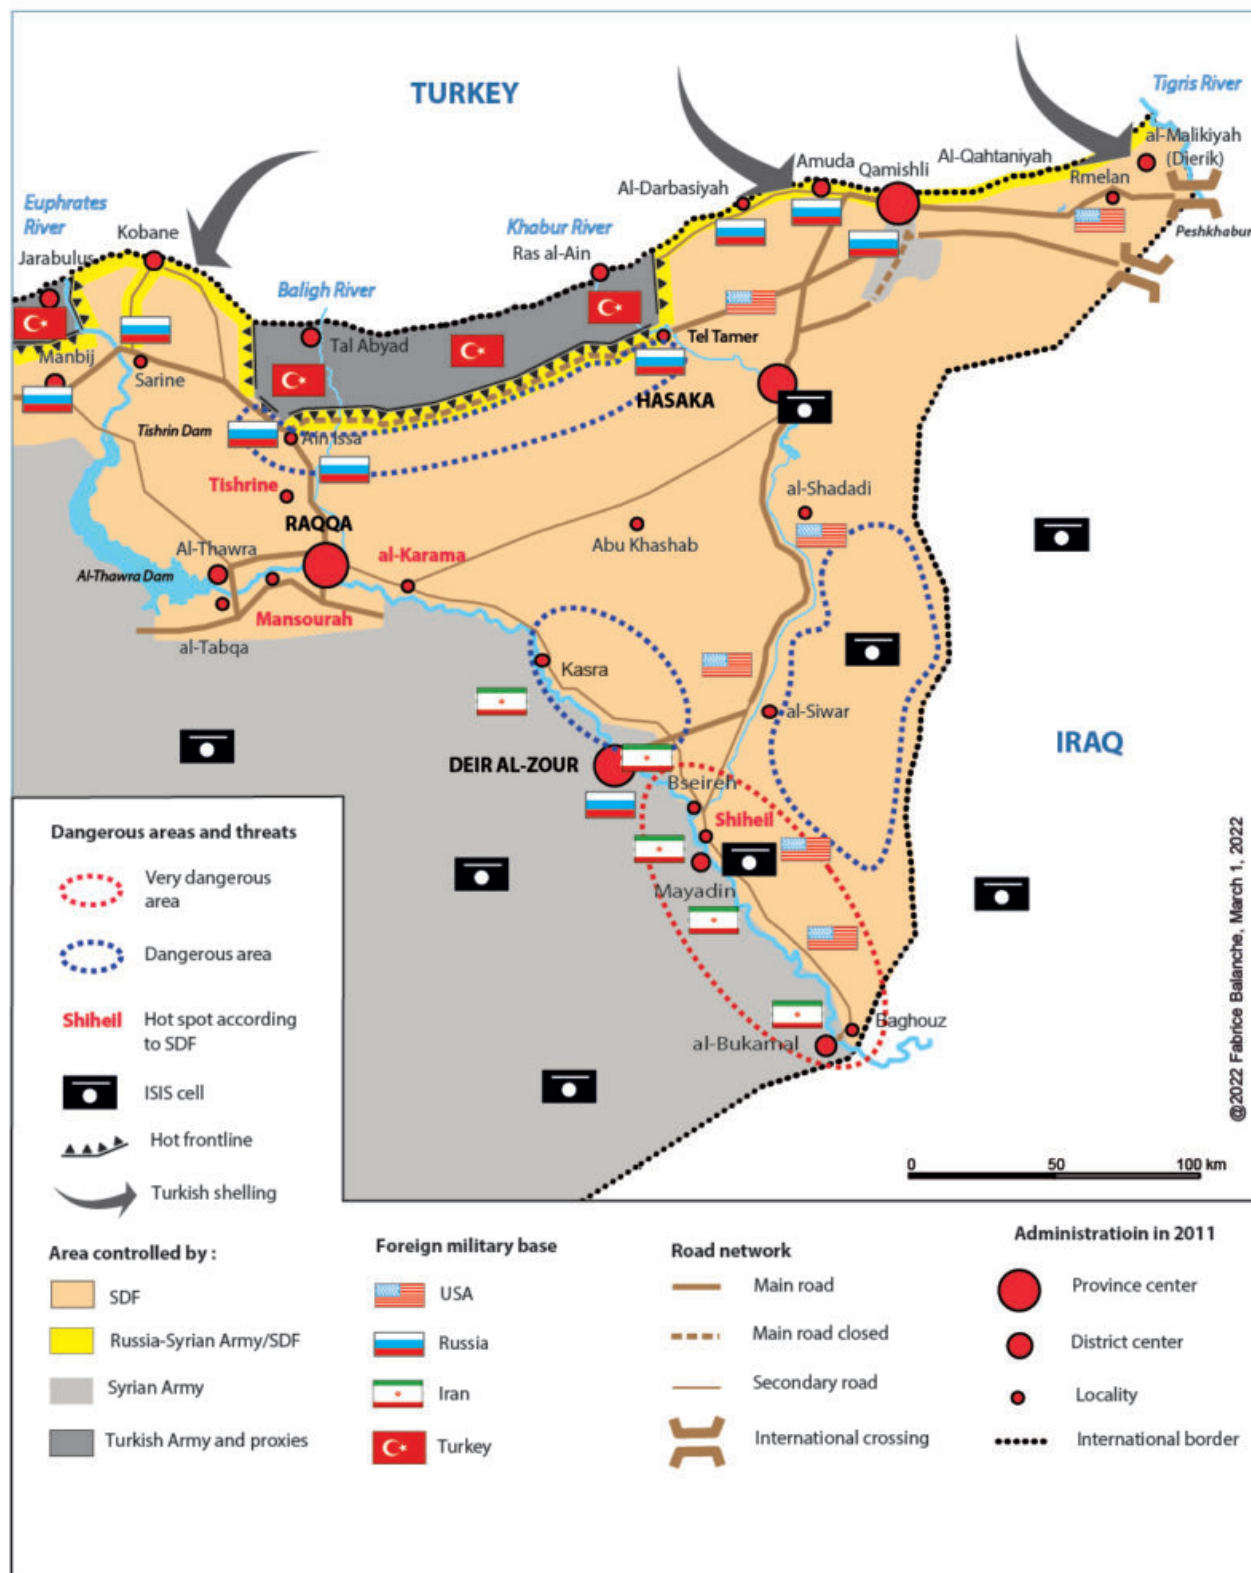 TURKEY
Tigris River
al-Malikiyah
(Djerik)
Amuda
Qamishli
Al-Qahtaniyah
Rmelan
Al-Darbasiyah
Peshkhabur
Euphrates
River
Kobane
Khabur River
Ras al-Ain
Jarabulus
Baligh River
Tal Abyad
Tel Tamer
Manbij
Sarine
HASAKA
Tishrin Dam
Ain Issa
Tishrine
al-Shadadi
RAQQA
Abu Khashab
Al-Thawra
al-Karama
Al-Thawra Dam
Mansourah
al-Tabqa
Kasra
al-Siwar
IRAQ
DEIR AL-ZOUR
Bseireh
Shiheil
Mayadin
Baghouz
al-Bukamal
@2022 Fabrice Balanche, March 1, 2022
0 50 100 km
Dangerous areas and threats
Very dangerous
area
Dangerous area
Shiheil Hot spot according
to SDF
ISIS cell
Hot frontline
Turkish shelling
Area controlled by :
SDF
Russia-Syrian Army/SDF
Syrian Army
Turkish Army and proxies
Foreign military base
USA
Russia
Iran
Turkey
Road network
Main road
Main road closed
Secondary road
International crossing
Administratioin in 2011
Province center
District center
Locality
International border